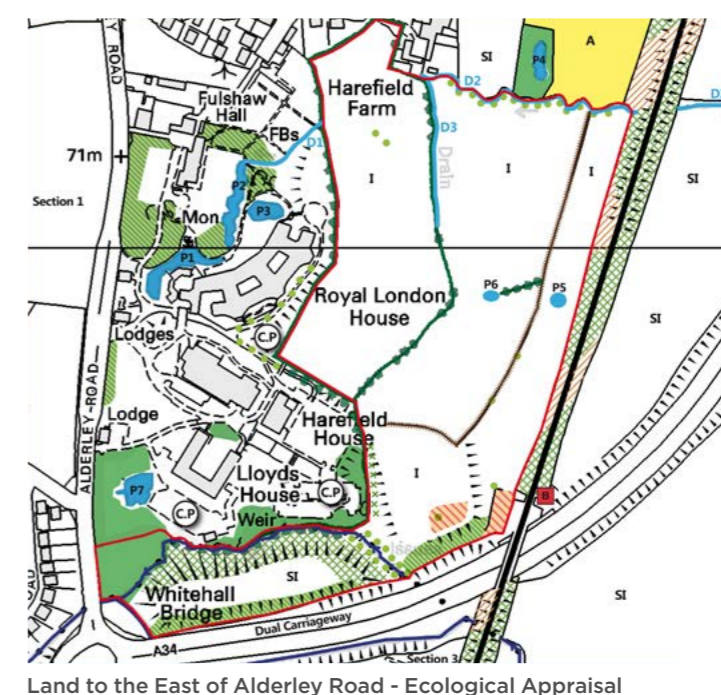 ROAD
SI
A
P4
D2
Harefield
Farm
Fulshaw
Hall
FBs
D1
D3
Drain
71m
P2
I
I
I
SI
Section 1
Mon
P3
P1
Royal London
House
P6
P5
SI
Lodges
C.P
ALDERLEY ROAD
Lodge
Harefield
House
I
Lloyds
House
C.P
P7
C.P
Weir
B
SI
Whitehall
Bridge
SI
Dual Carriageway
A34
Section 3
Land to the East of Alderley Road - Ecological Appraisal